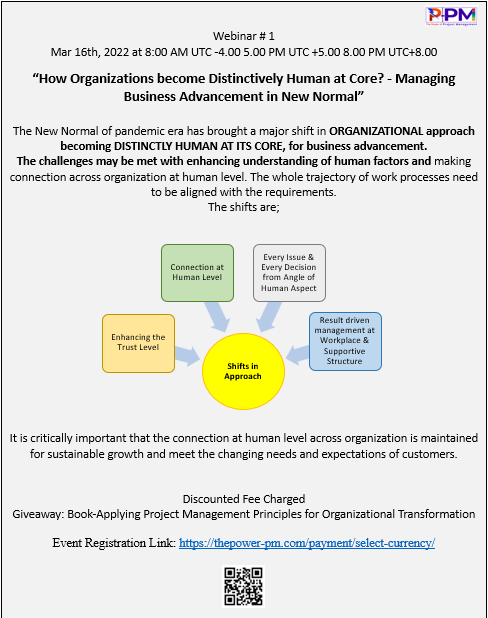 P-PM
Webinar # 1
Mar 16th, 2022 at 8:00 AM UTC -4.00 5.00 PM UTC +5.00 8.00 PM UTC+8.00
“How Organizations become Distinctively Human at Core? - Managing
Business Advancement in New Normal”
The New Normal of pandemic era has brought a major shift in ORGANIZATIONAL approach
becoming DISTINCTLY HUMAN AT ITS CORE, for business advancement.
The challenges may be met with enhancing understanding of human factors and making
connection across organization at human level. The whole trajectory of work processes need
to be aligned with the requirements.
The shifts are;
Connection at
Human Level
Every Issue &
Every Decision
from Angle of
Human Aspect
Enhancing the
Trust Level
Result driven
management at
Workplace &
Supportive
Structure
Shifts in
Approach
It is critically important that the connection at human level across organization is maintained
for sustainable growth and meet the changing needs and expectations of customers.
Discounted Fee Charged
Giveaway: Book-Applying Project Management Principles for Organizational Transformation
Event Registration Link: https://thepower-pm.com/payment/select-currency/